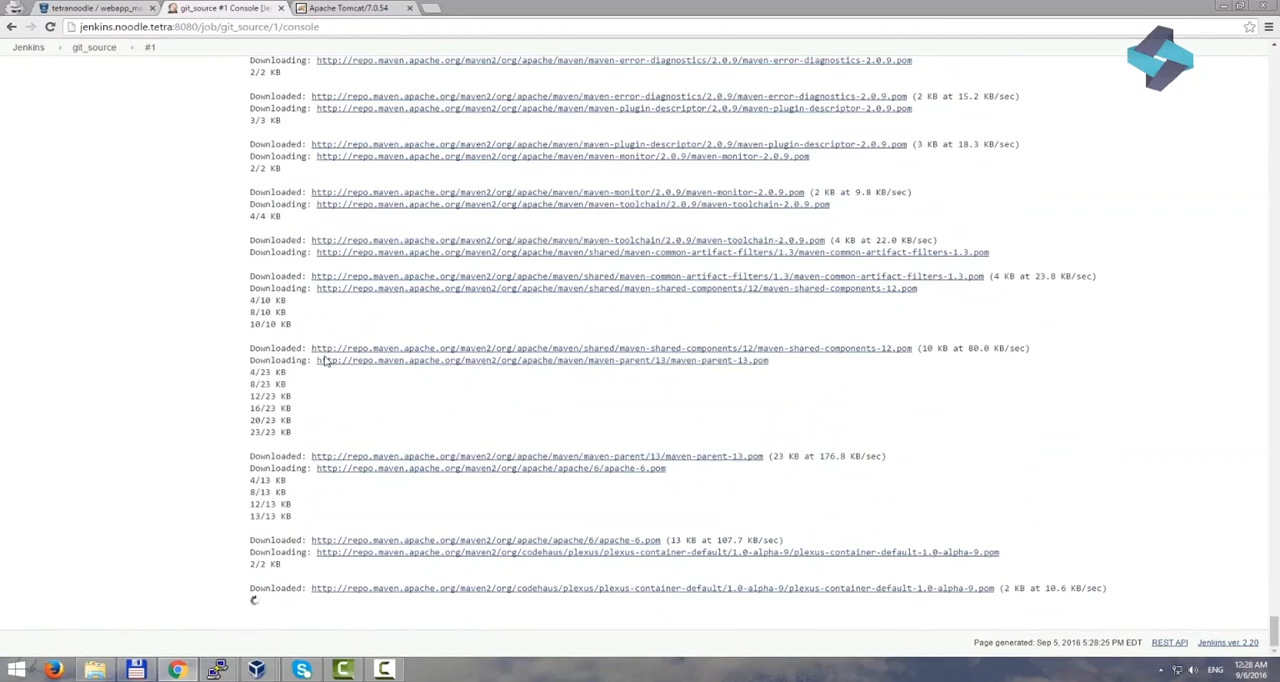 tetranoodle / webapp_m
git_source #1 Console [Je
Apache Tomcat/7.0.54
jenkins.noodle.tetra:8080/job/git_source/1/console
Jenkins
git_source
#1
Downloading: http://repo.maven.apache.org/maven2/org/apache/maven/maven-error-diagnostics/2.0.9/maven-error-diagnostics-2.0.9.pom
2/2 KB
Downloaded: http://repo.maven.apache.org/maven2/org/apache/maven/maven-error-diagnostics/2.0.9/maven-error-diagnostics-2.0.9.pom (2 KB at 15.2 KB/sec)
Downloading: http://repo.maven.apache.org/maven2/org/apache/maven/maven-plugin-descriptor/2.0.9/maven-plugin-descriptor-2.0.9.pom
3/3 KB
Downloaded: http://repo.maven.apache.org/maven2/org/apache/maven/maven-plugin-descriptor/2.0.9/maven-plugin-descriptor-2.0.9.pom (3 KB at 18.3 KB/sec)
Downloading: http://repo.maven.apache.org/maven2/org/apache/maven/maven-monitor/2.0.9/maven-monitor-2.0.9.pom
2/2 KB
Downloaded: http://repo.maven.apache.org/maven2/org/apache/maven/maven-monitor/2.0.9/maven-monitor-2.0.9.pom (2 KB at 9.8 KB/sec)
Downloading: http://repo.maven.apache.org/maven2/org/apache/maven/maven-toolchain/2.0.9/maven-toolchain-2.0.9.pom
4/4 KB
Downloaded: http://repo.maven.apache.org/maven2/org/apache/maven/maven-toolchain/2.0.9/maven-toolchain-2.0.9.pom (4 KB at 22.0 KB/sec)
Downloading: http://repo.maven.apache.org/maven2/org/apache/maven/shared/maven-common-artifact-filters/1.3/maven-common-artifact-filters-1.3.pom
Downloaded: http://repo.maven.apache.org/maven2/org/apache/maven/shared/maven-common-artifact-filters/1.3/maven-common-artifact-filters-1.3.pom (4 KB at 23.8 KB/sec)
Downloading: http://repo.maven.apache.org/maven2/org/apache/maven/shared/maven-shared-components/12/maven-shared-components-12.pom
4/10 KB
8/10 KB
10/10 KB
Downloaded: http://repo.maven.apache.org/maven2/org/apache/maven/shared/maven-shared-components/12/maven-shared-components-12.pom (10 KB at 80.0 KB/sec)
Downloading: http://repo.maven.apache.org/maven2/org/apache/maven/maven-parent/13/maven-parent-13.pom
4/23 KB
8/23 KB
12/23 KB
16/23 KB
20/23 KB
23/23 KB
Downloaded: http://repo.maven.apache.org/maven2/org/apache/maven/maven-parent/13/maven-parent-13.pom (23 KB at 176.8 KB/sec)
Downloading: http://repo.maven.apache.org/maven2/org/apache/apache/6/apache-6.pom
4/13 KB
8/13 KB
12/13 KB
13/13 KB
Downloaded: http://repo.maven.apache.org/maven2/org/apache/apache/6/apache-6.pom (13 KB at 107.7 KB/sec)
Downloading: http://repo.maven.apache.org/maven2/org/codehaus/plexus/plexus-container-default/1.0-alpha-9/plexus-container-default-1.0-alpha-9.pom
2/2 KB
Downloaded: http://repo.maven.apache.org/maven2/org/codehaus/plexus/plexus-container-default/1.0-alpha-9/plexus-container-default-1.0-alpha-9.pom (2 KB at 10.6 KB/sec)
Page generated: Sep 5, 2016 5:28:25 PM EDT
REST API
Jenkins ver. 2.20
ENG
12:28 AM
9/6/2016